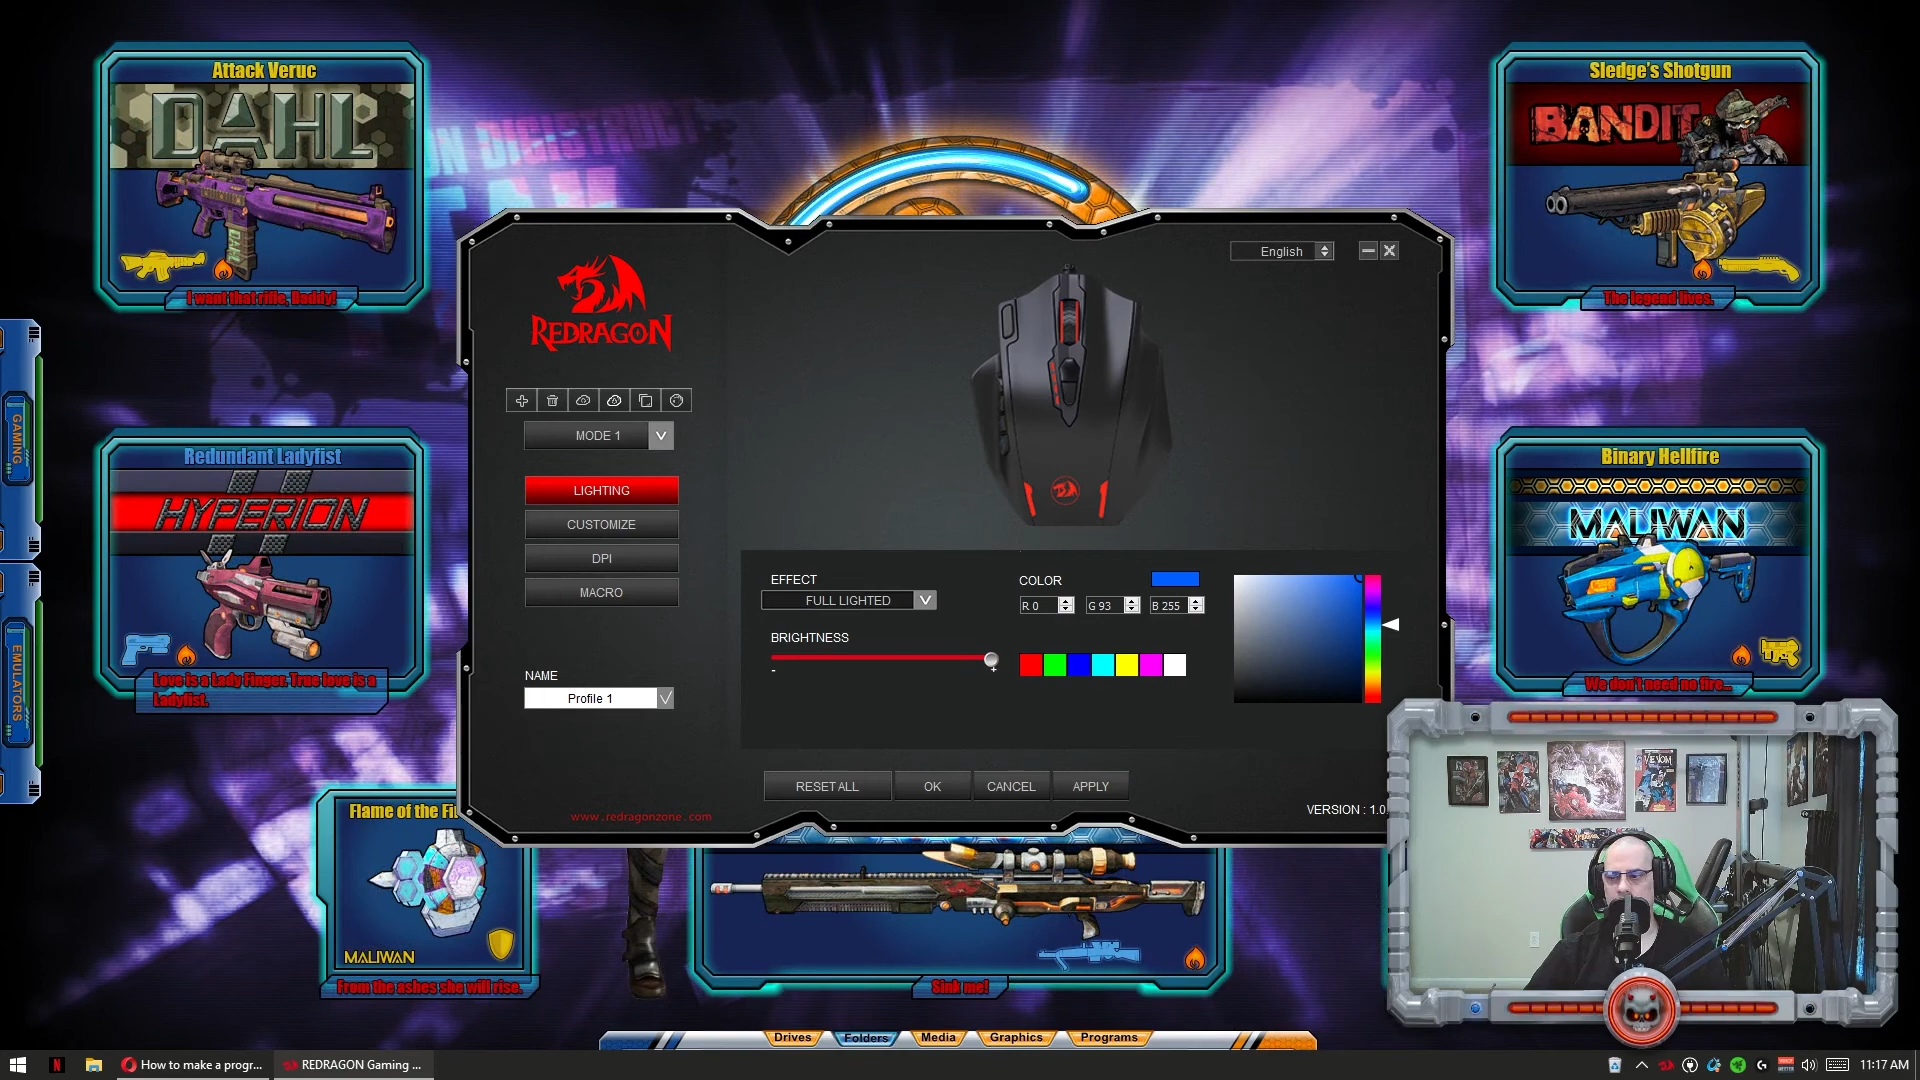 Attack Veruc
DAHL
I want that rifle, Daddy!
Sledge's Shotgun
BANDIT
The legend lives.
REDRAGON
English
MODE 1
LIGHTING
CUSTOMIZE
DPI
MACRO
NAME
Profile 1
EFFECT
FULL LIGHTED
BRIGHTNESS
-
+
COLOR
R 0
G 93
B 255
RESET ALL
OK
CANCEL
APPLY
www.redragonzone.com
VERSION : 1.0.
GAMING
EMULATORS
Redundant Ladyfist
HYPERION
Love is a Lady Finger. True love is a
Ladyfist.
Binary Hellfire
MALIWAN
We don't need no fire...
VENOM
Flame of the Fi
MALIWAN
From the ashes she will rise.
Sink me!
Drives
Folders
Media
Graphics
Programs
How to make a progr...
REDRAGON Gaming ...
11:17 AM